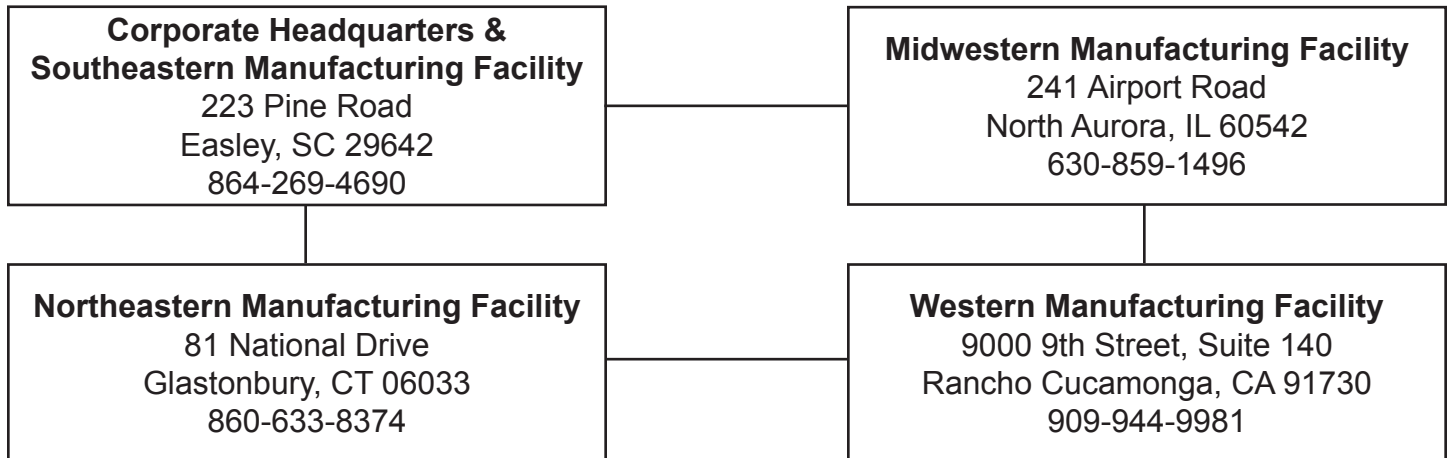 Corporate Headquarters &
Southeastern Manufacturing Facility
223 Pine Road
Easley, SC 29642
864-269-4690
Midwestern Manufacturing Facility
241 Airport Road
North Aurora, IL 60542
630-859-1496
Northeastern Manufacturing Facility
81 National Drive
Glastonbury, CT 06033
860-633-8374
Western Manufacturing Facility
9000 9th Street, Suite 140
Rancho Cucamonga, CA 91730
909-944-9981